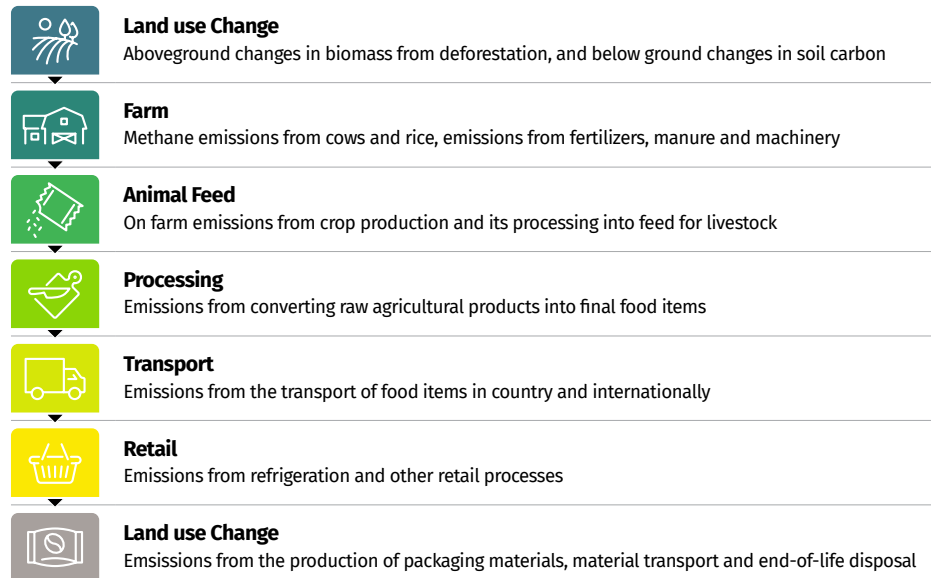 Land use Change
Aboveground changes in biomass from deforestation, and below ground changes in soil carbon
Farm
Methane emissions from cows and rice, emissions from fertilizers, manure and machinery
Animal Feed
On farm emissions from crop production and its processing into feed for livestock
Processing
Emissions from converting raw agricultural products into final food items
Transport
Emissions from the transport of food items in country and internationally
Retail
Emissions from refrigeration and other retail processes
Land use Change
Emsissions from the production of packaging materials, material transport and end-of-life disposal